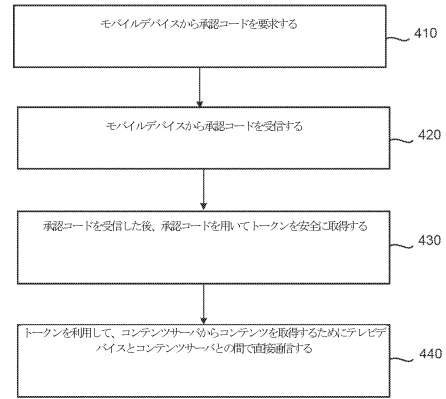 モバイルデバイスから承認コードを要求する
410
モバイルデバイスから承認コードを受信する
420
承認コードを受信した後、承認コードを用いてトークンを安全に取得する
430
トークンを利用して、コンテンツサーバからコンテンツを取得するためにテレビデ
バイスとコンテンツサーバとの間で直接通信する
440